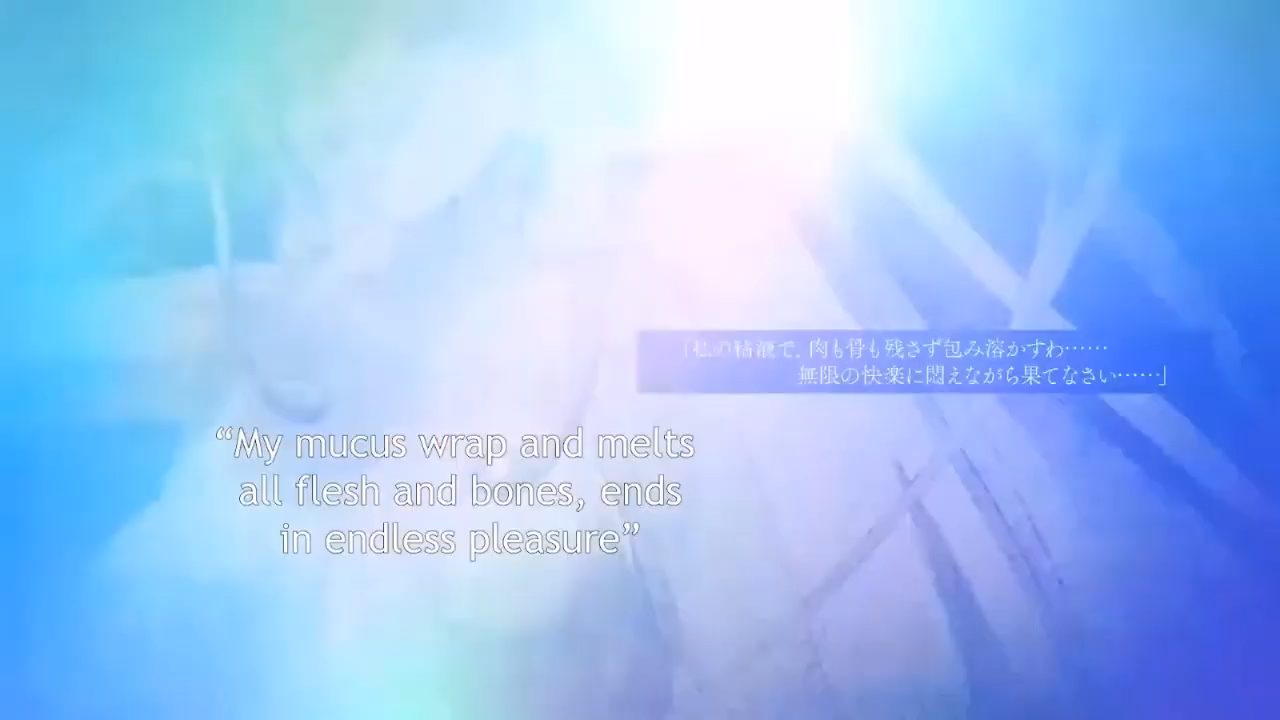 「私の粘液で、肉も骨も残さず包み溶かすわ……
無限の快楽に悶えながら果てなさい……」
“My mucus wrap and melts
all flesh and bones, ends
in endless pleasure”